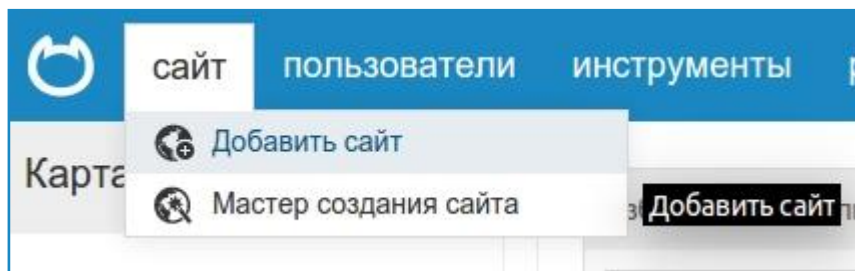 сайт пользователи инструменты
Добавить сайт
Карта
Мастер создания сайта
Добавить сайт